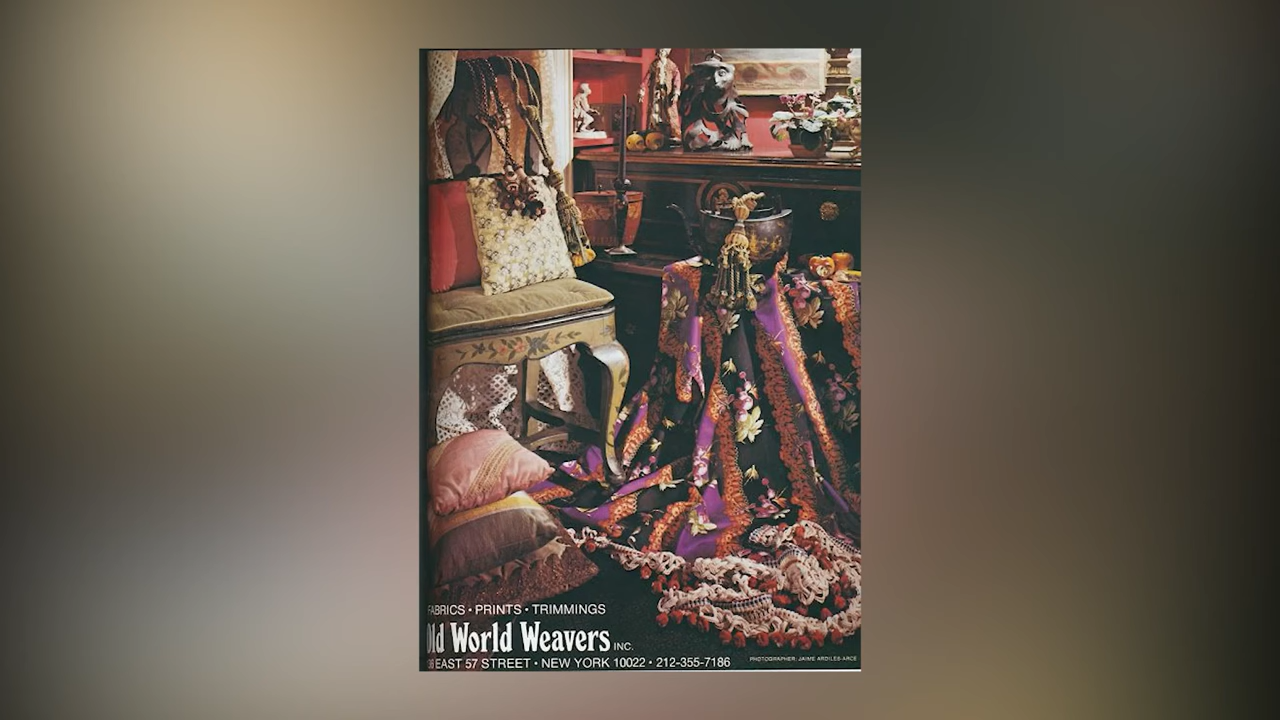 FABRICS • PRINTS • TRIMMINGS
Old World Weavers INC.
EAST 57 STREET • NEW YORK 10022 • 212-355-7186
PHOTOGRAPHER: JAIME ARDILES-ARCE